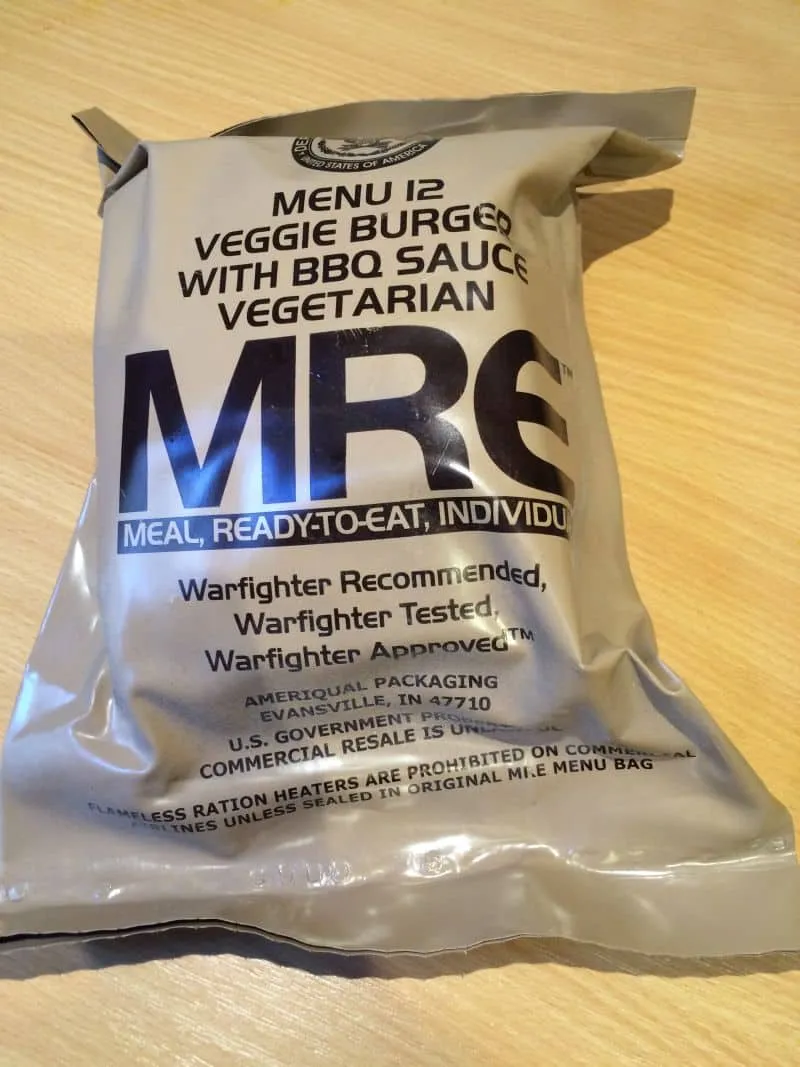 UNITED STATES OF AMERICA
MENU 12
VEGGIE BURGER
WITH BBQ SAUCE
VEGETARIAN
MRE™
MEAL, READY-TO-EAT, INDIVIDU
Warfighter Recommended,
Warfighter Tested,
Warfighter Approved™
AMERIQUAL PACKAGING
EVANSVILLE, IN 47710
U.S. GOVERNMENT
COMMERCIAL RESALE IS
FLAMELESS RATION HEATERS ARE PROHIBITED ON COMMERCIAL
AIRLINES UNLESS SEALED IN ORIGINAL MRE MENU BAG